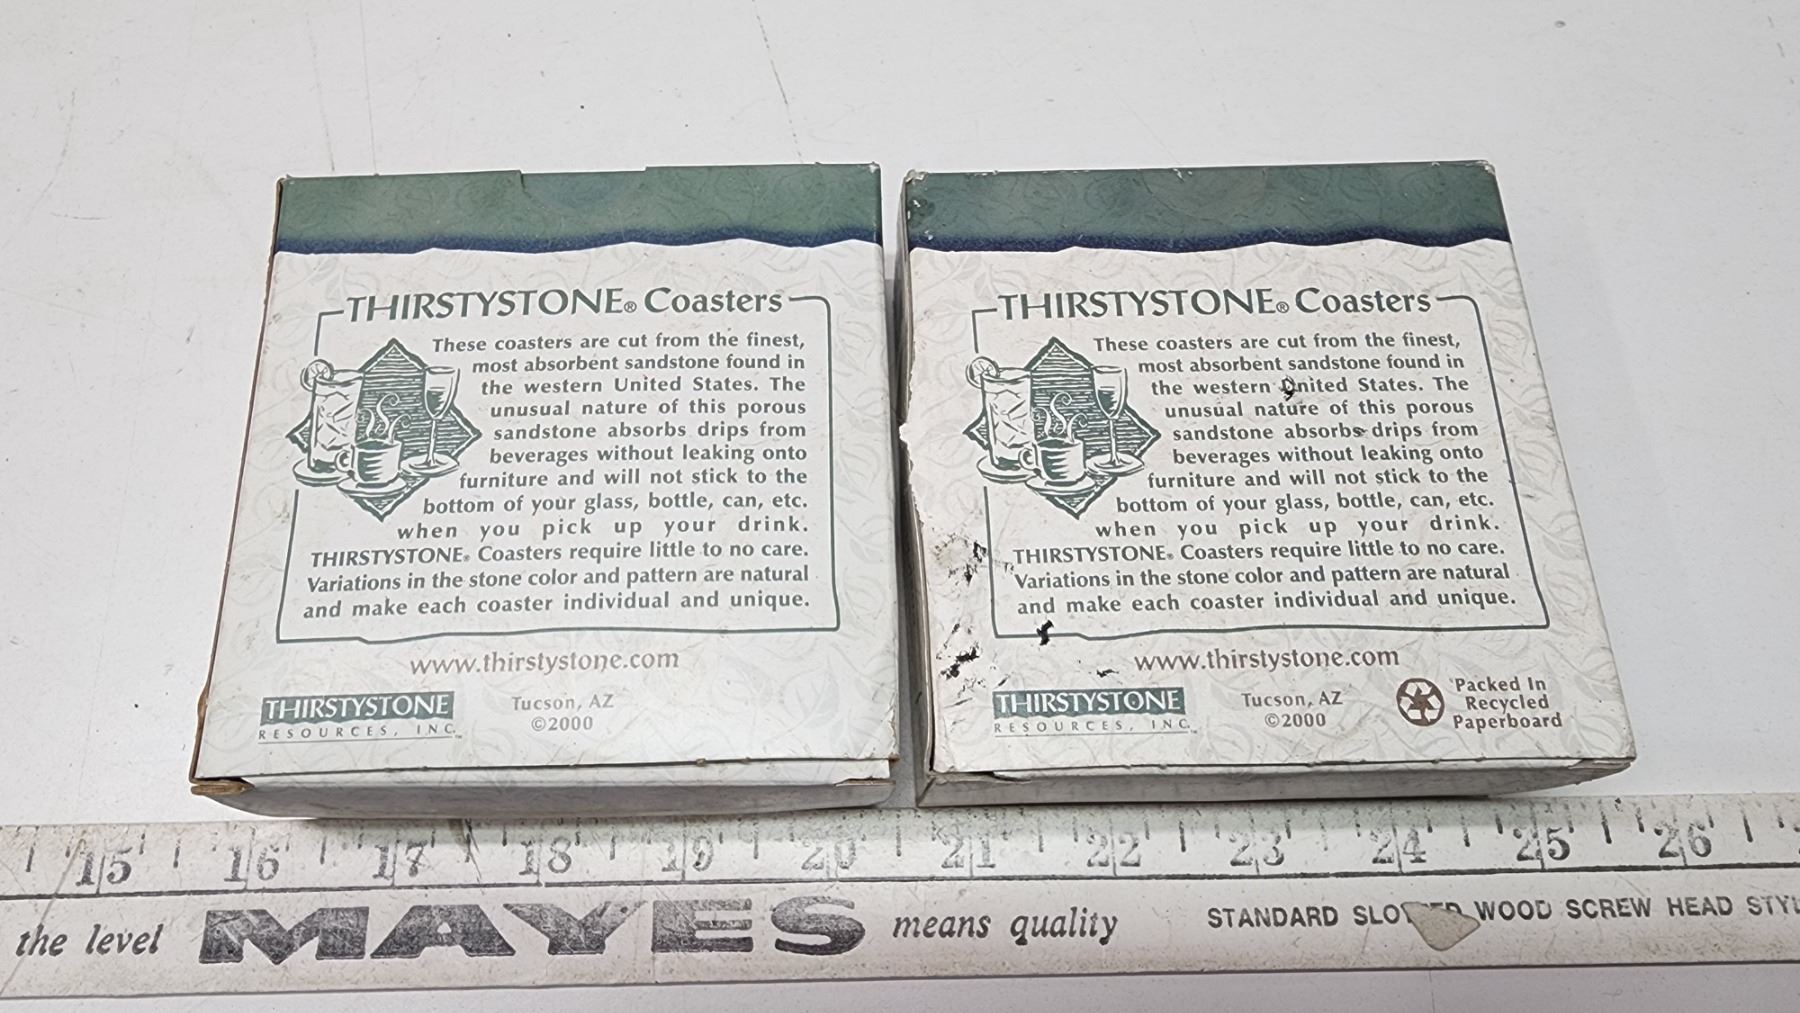 THIRSTYSTONE® Coasters
These coasters are cut from the finest,
most absorbent sandstone found in
the western United States. The
unusual nature of this porous
sandstone absorbs drips from
beverages without leaking onto
furniture and will not stick to the
bottom of your glass, bottle, can, etc.
when you pick up your drink.
THIRSTYSTONE® Coasters require little to no care.
Variations in the stone color and pattern are natural
and make each coaster individual and unique.
www.thirstystone.com
THIRSTYSTONE
RESOURCES, INC.™
Tucson, AZ
©2000
THIRSTYSTONE® Coasters
These coasters are cut from the finest,
most absorbent sandstone found in
the western United States. The
unusual nature of this porous
sandstone absorbs drips from
beverages without leaking onto
furniture and will not stick to the
bottom of your glass, bottle, can, etc.
when you pick up your drink.
THIRSTYSTONE® Coasters require little to no care.
Variations in the stone color and pattern are natural
and make each coaster individual and unique.
www.thirstystone.com
THIRSTYSTONE
RESOURCES, INC.™
Tucson, AZ
©2000
Packed In
Recycled
Paperboard
15 16 17 18 19 20 21 22 23 24 25 26
the level MAYES means quality STANDARD SLOTTED WOOD SCREW HEAD STYL